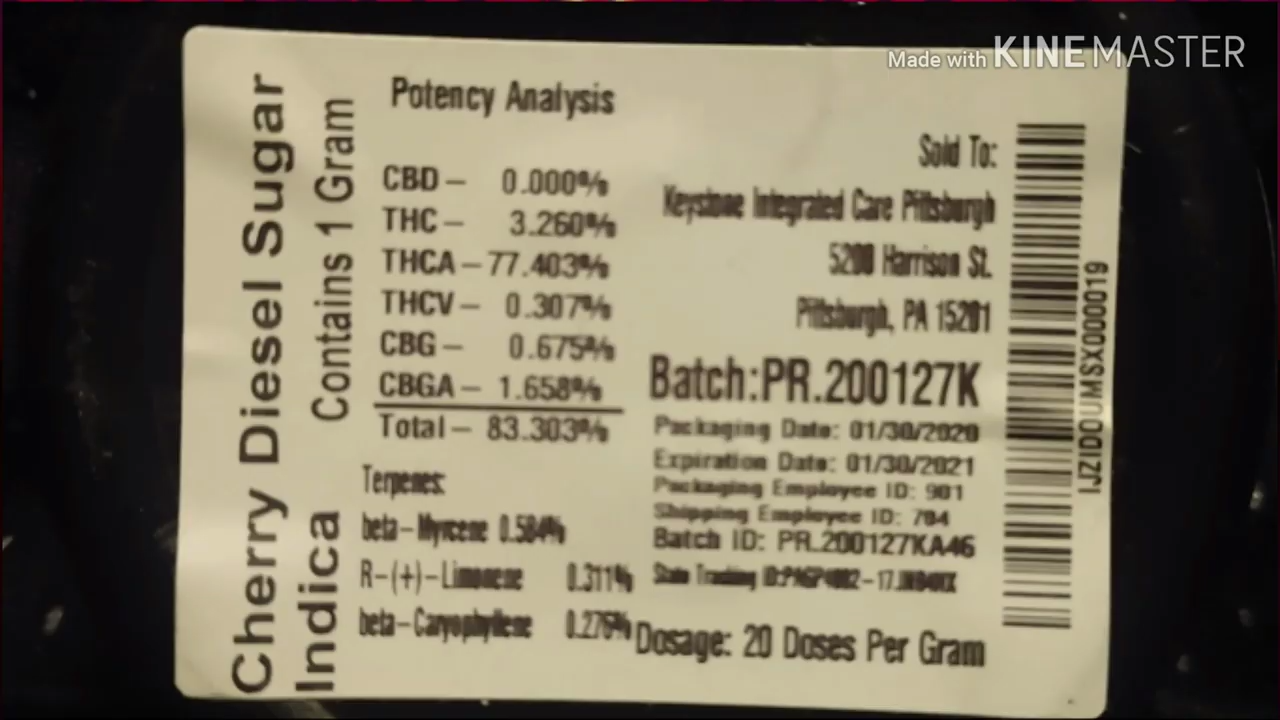 Made with KINEMASTER
Cherry Diesel Sugar
Contains 1 Gram
Indica
Potency Analysis
CBD – 0.000%
THC – 3.260%
THCA – 77.403%
THCV – 0.307%
CBG – 0.675%
CBGA – 1.658%
Total – 83.303%
Terpenes:
beta-Myrcene 0.584%
R-(+)-Limonene 0.311%
beta-Caryophyllene 0.276%
Sold To:
Keystone Integrated Care Pittsburgh
5200 Harrison St.
Pittsburgh, PA 15201
Batch:PR.200127K
Packaging Date: 01/30/2020
Expiration Date: 01/30/2021
Packaging Employee ID: 901
Shipping Employee ID: 704
Batch ID: PR.200127KA46
State Tracking
Dosage: 20 Doses Per Gram